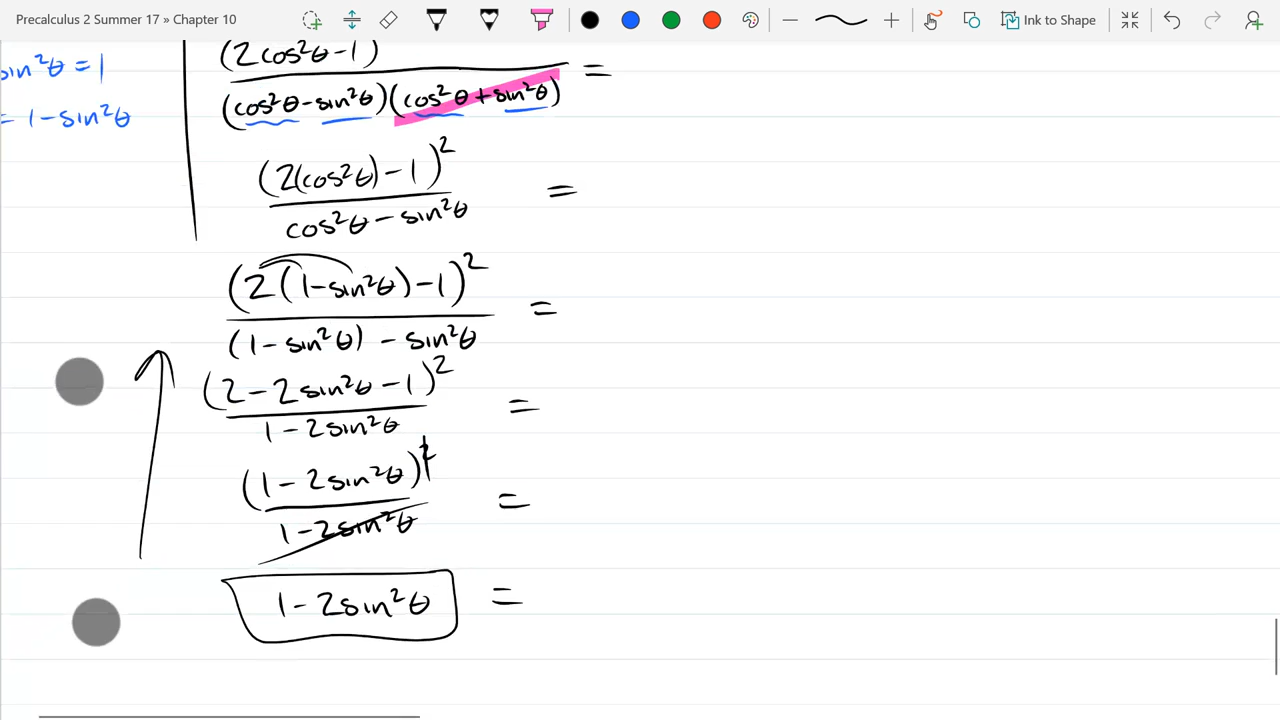 Precalculus 2 Summer 17 » Chapter 10
Ink to Shape
sin²θ = 1
= 1-sin²θ
(2cos²θ-1)
(cos²θ-sin²θ)(cos²θ+sin²θ) =
(2(cos²θ)-1)²
cos²θ-sin²θ =
(2(1-sin²θ)-1)²
(1-sin²θ) - sin²θ =
(2-2sin²θ-1)²
1-2sin²θ =
(1-2sin²θ)²
1-2sin²θ =
1-2sin²θ =